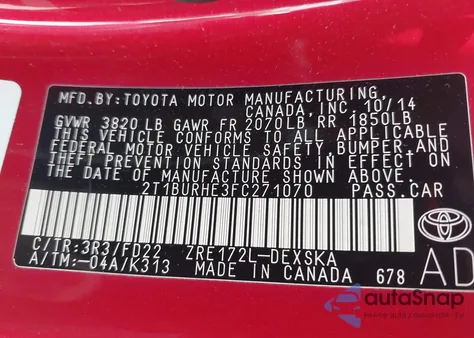 MFD.BY:TOYOTA MOTOR MANUFACTURING,
CANADA, INC. 10/14
GVWR 3820 LB GAWR FR 2070LB RR 1850LB
THIS VEHICLE CONFORMS TO ALL APPLICABLE
FEDERAL MOTOR VEHICLE SAFETY, BUMPER, AND
THEFT PREVENTION STANDARDS IN EFFECT ON
THE DATE OF MANUFACTURE SHOWN ABOVE.
2T1BURHE3FC271070 PASS.CAR
C/TR:3R3/FD22 ZRE172L-DEXSKA
A/TM:-04A/K313 MADE IN CANADA 678
TOYOTA
AD
autoSnap